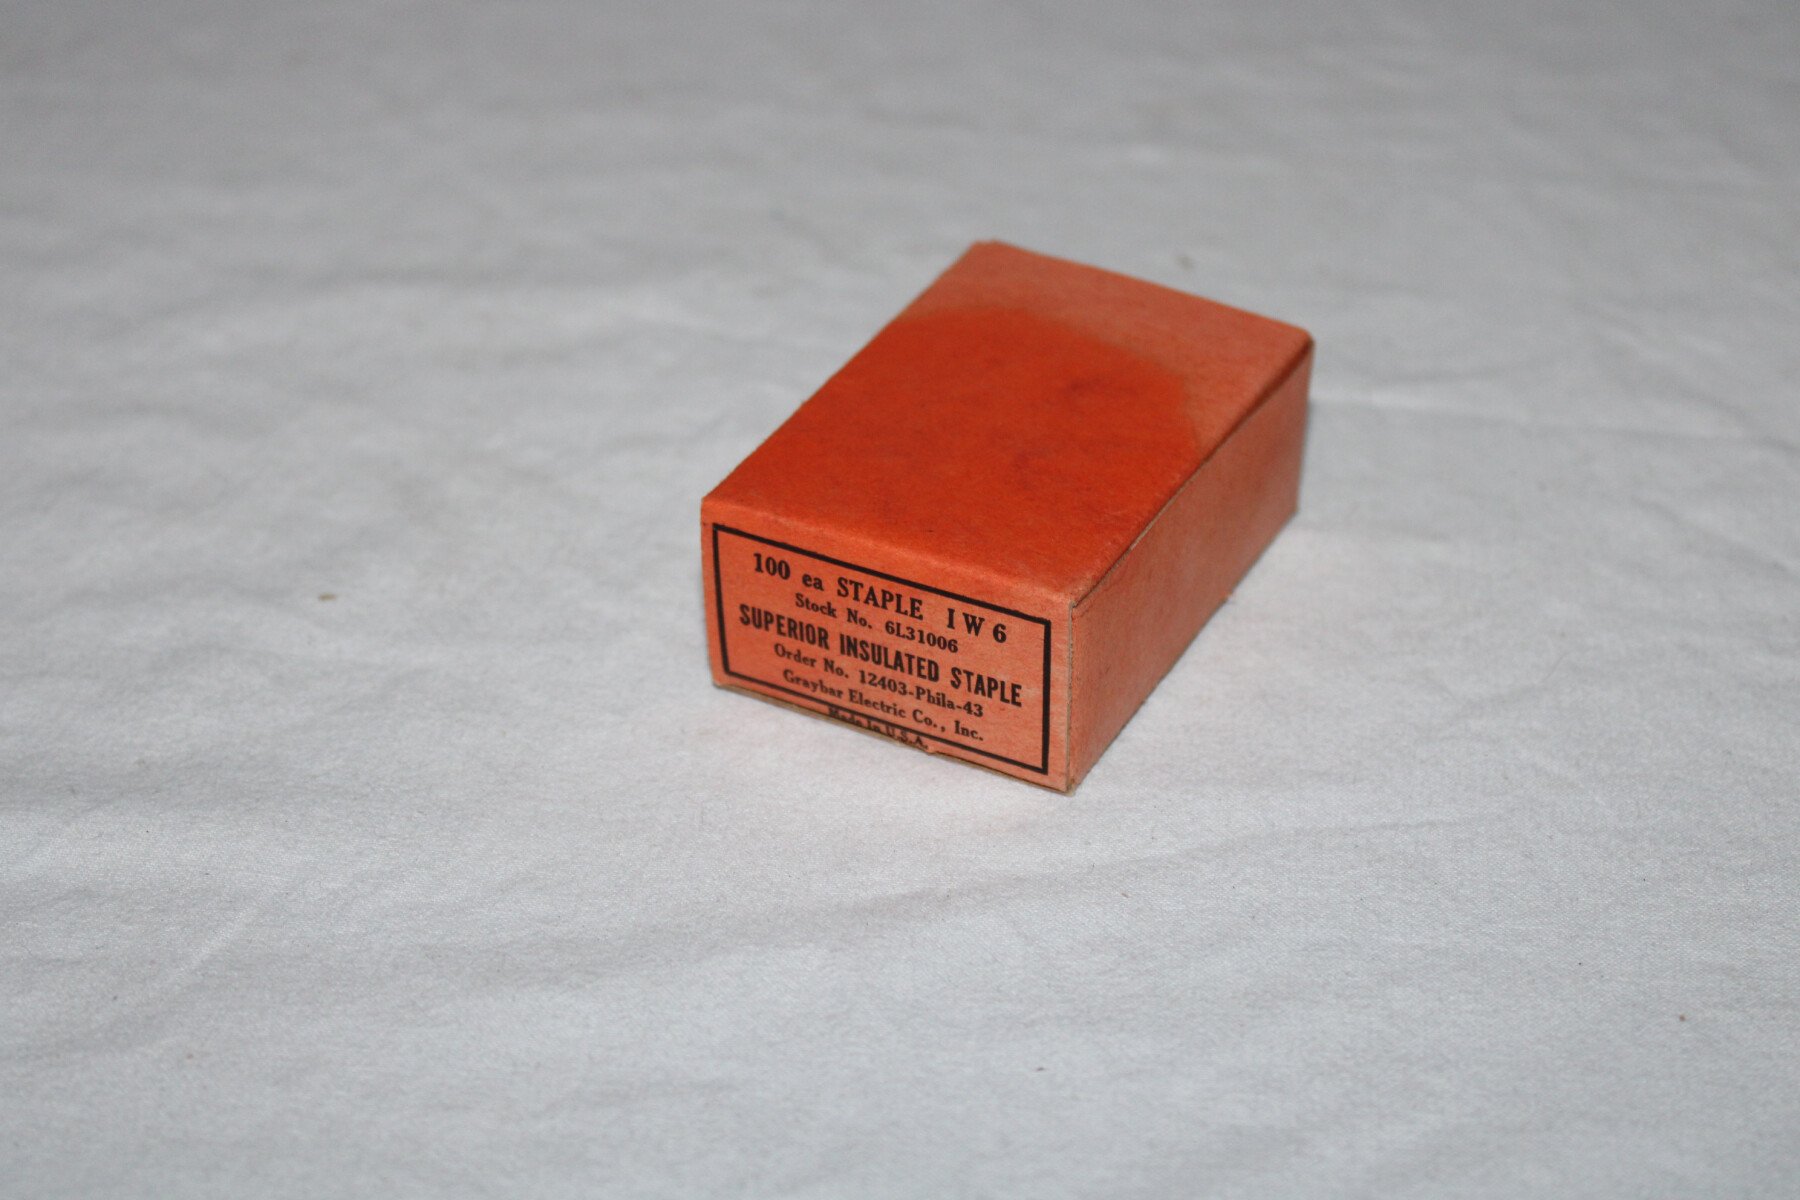 100 ea STAPLE I W 6
Stock No. 6L31006
SUPERIOR INSULATED STAPLE
Order No. 12403-Phila-43
Graybar Electric Co., Inc.
Made In U.S.A.